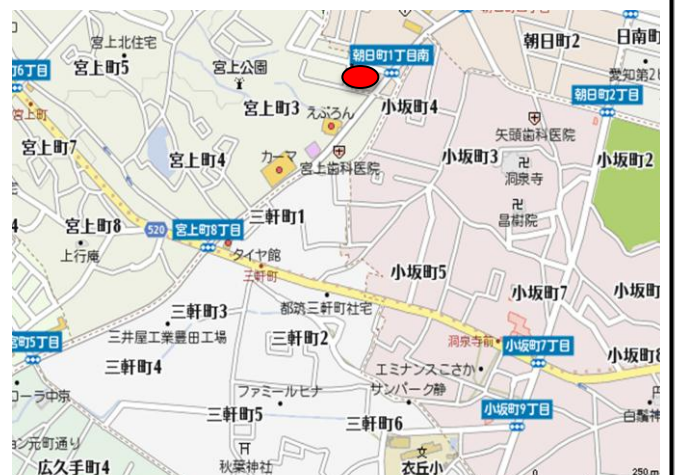 朝日町1丁目南
朝日町2
日南町
宮上北住宅
宮上町5
宮上公園
愛知第2
朝日町2丁目
町6丁目
宮上町
宮上町3
えぷろん
小坂町4
矢頭歯科医院
宮上町7
宮上町4
カーマ
宮上歯科医院
小坂町3
洞泉寺
小坂町2
昌樹院
三軒町1
宮上町8
520
宮上町8丁目
上行庵
タイヤ館
三軒町
小坂町5
小坂町7
小坂町
三軒町3
都筑三軒町社宅
三井屋工業豊田工場
三軒町2
洞泉寺前
小坂町7丁目
宮町5丁目
三軒町4
エミナンスこさか
小坂町8
ファミールヒナ
サンパーク静
ローラ中京
三軒町5
三軒町6
小坂町9丁目
白鬚神
ョン元町通り
広久手町4
秋葉神社
文
衣丘小
0
250m